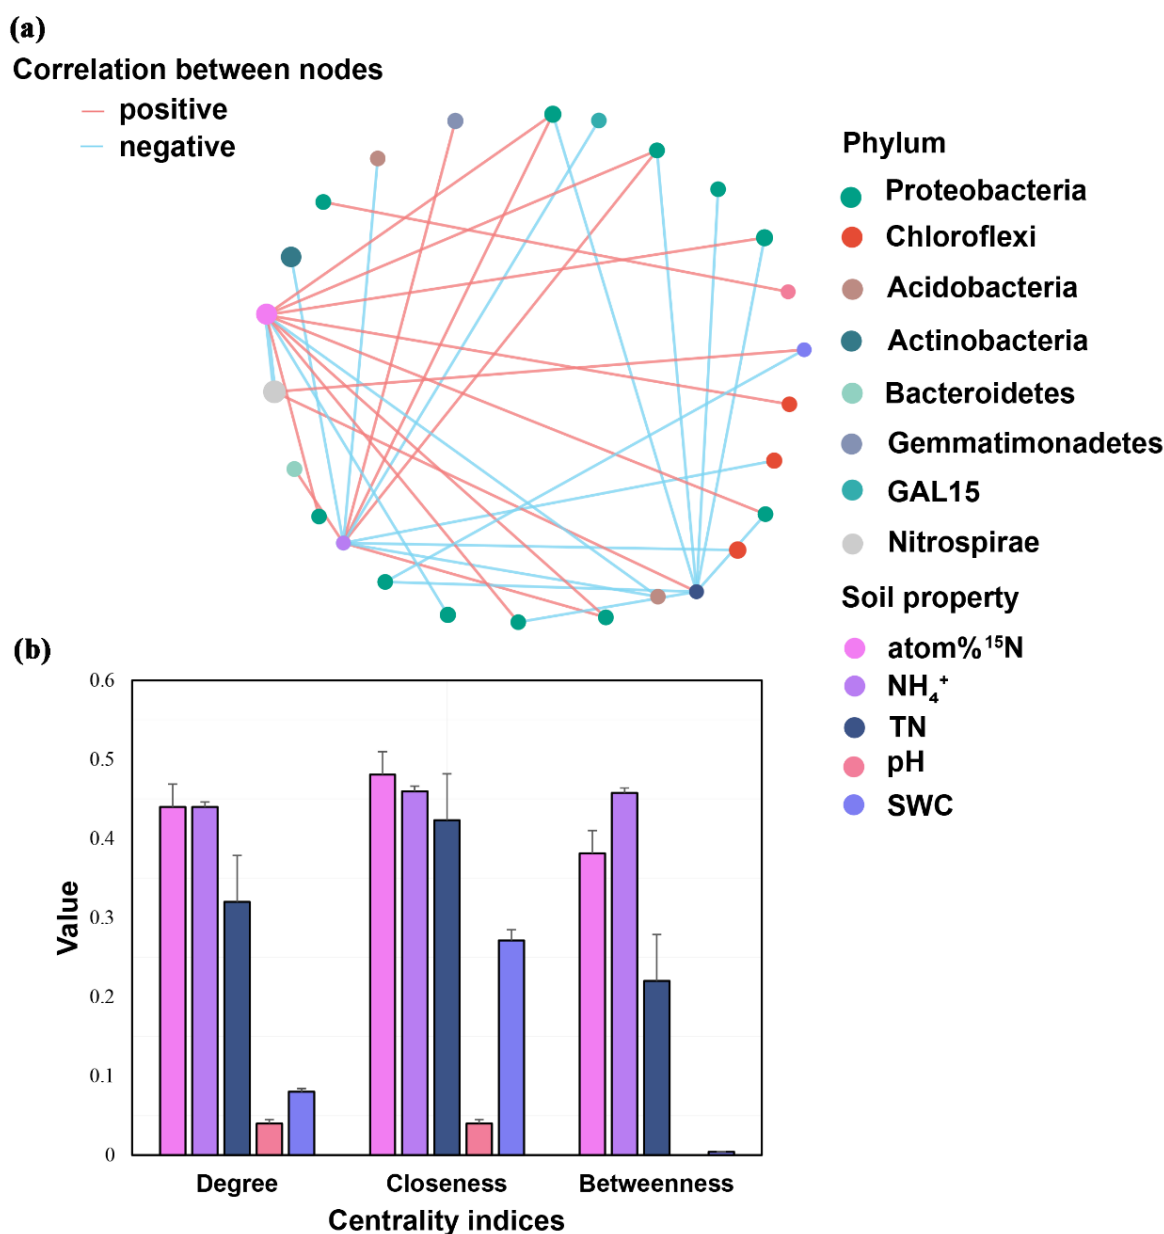 (a)
Correlation between nodes
positive
negative
Phylum
Proteobacteria
Chloroflexi
Acidobacteria
Actinobacteria
Bacteroidetes
Gemmatimonadetes
GAL15
Nitrospirae
Soil property
atom%¹⁵N
NH₄⁺
TN
pH
SWC
(b)
0.6
0.5
0.4
0.3
0.2
0.1
0
Value
Degree Closeness Betweenness
Centrality indices